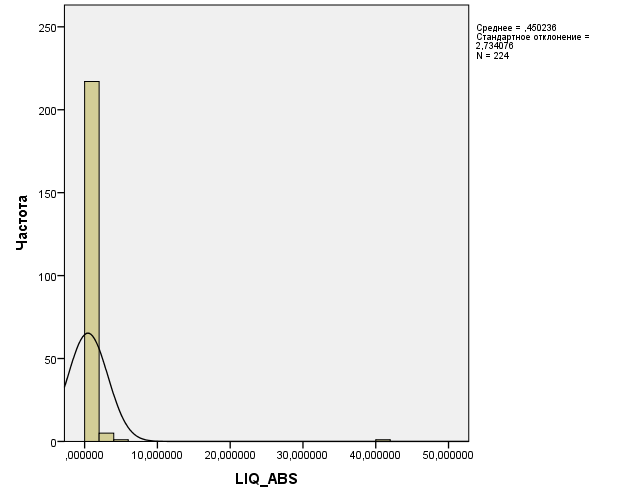 250
200
150
100
50
0
Частота
,000000 10,000000 20,000000 30,000000 40,000000 50,000000
LIQ_ABS
Среднее = ,450236
Стандартное отклонение =
2,734076
N = 224